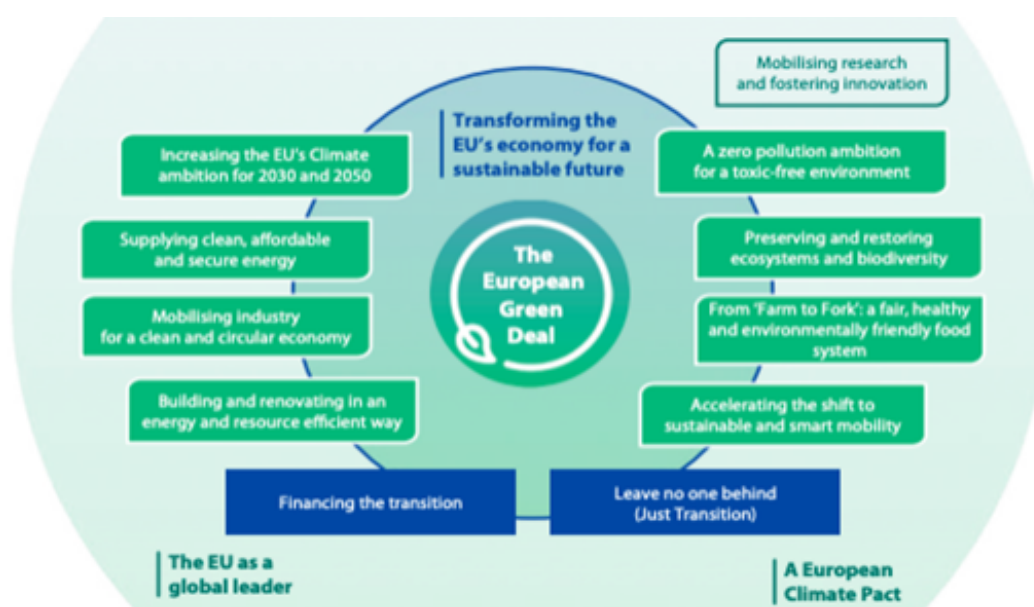 Mobilising research
and fostering innovation
Transforming the
EU's economy for a
sustainable future
Increasing the EU's Climate
ambition for 2030 and 2050
A zero pollution ambition
for a toxic-free environment
Supplying clean, affordable
and secure energy
The
European
Green
Deal
Preserving and restoring
ecosystems and biodiversity
Mobilising industry
for a clean and circular economy
From 'Farm to Fork': a fair, healthy
and environmentally friendly food
system
Building and renovating in an
energy and resource efficient way
Accelerating the shift to
sustainable and smart mobility
Financing the transition
Leave no one behind
(Just Transition)
The EU as a
global leader
A European
Climate Pact